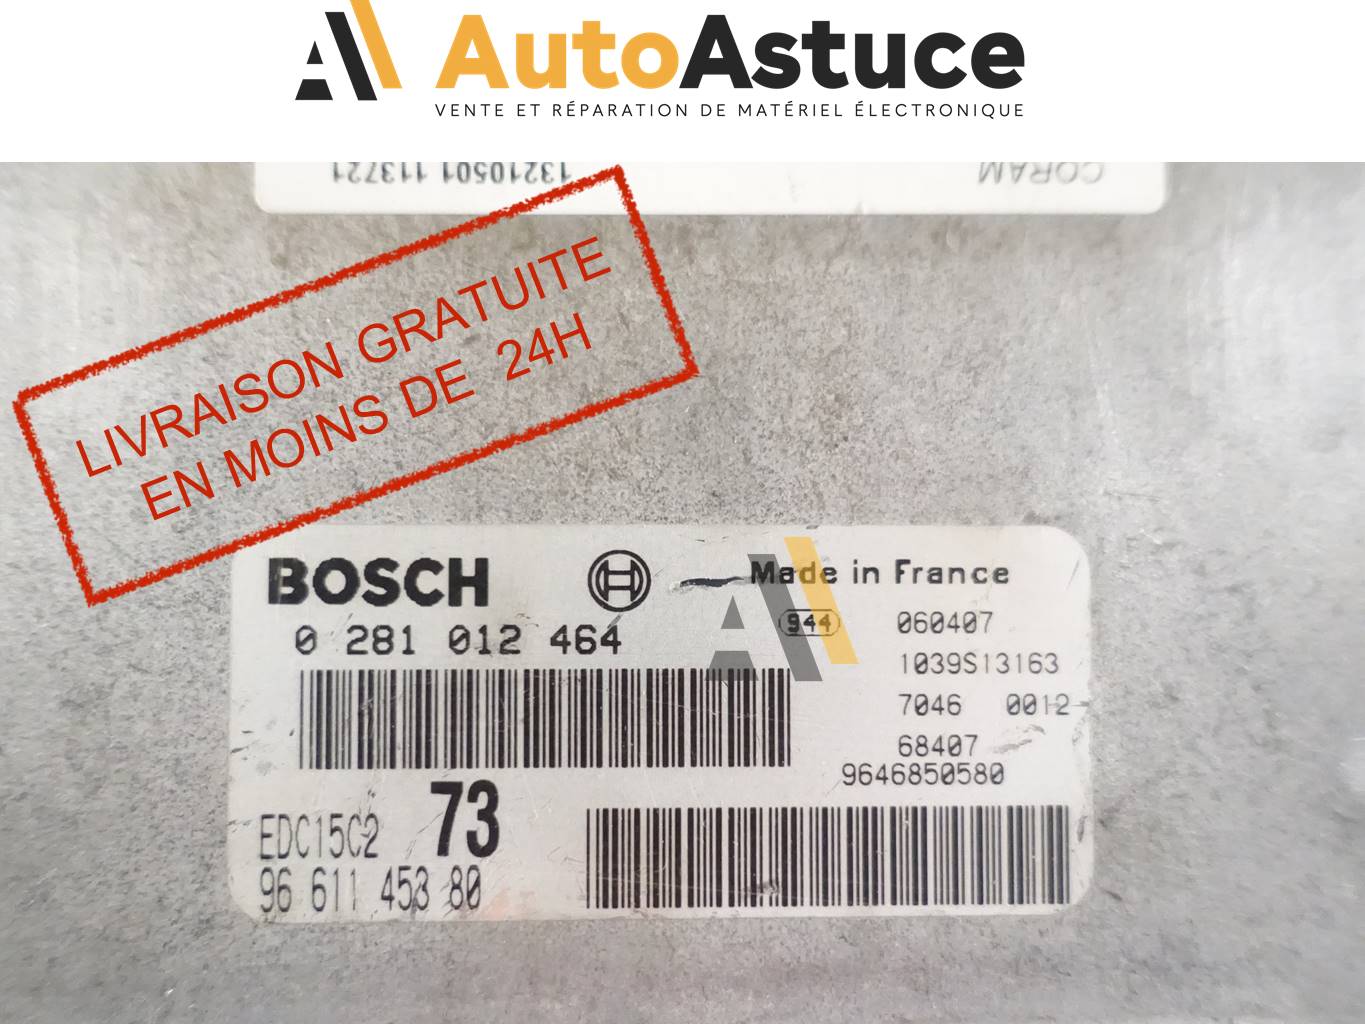 AutoAstuce
VENTE ET RÉPARATION DE MATÉRIEL ÉLECTRONIQUE
13210501 113721
CORAM
LIVRAISON GRATUITE
EN MOINS DE 24H
BOSCH
Made in France
0 281 012 464
944
060407
1039S13163
7046 0012
68407
9646850580
EDC15C2 73
96 611 453 80